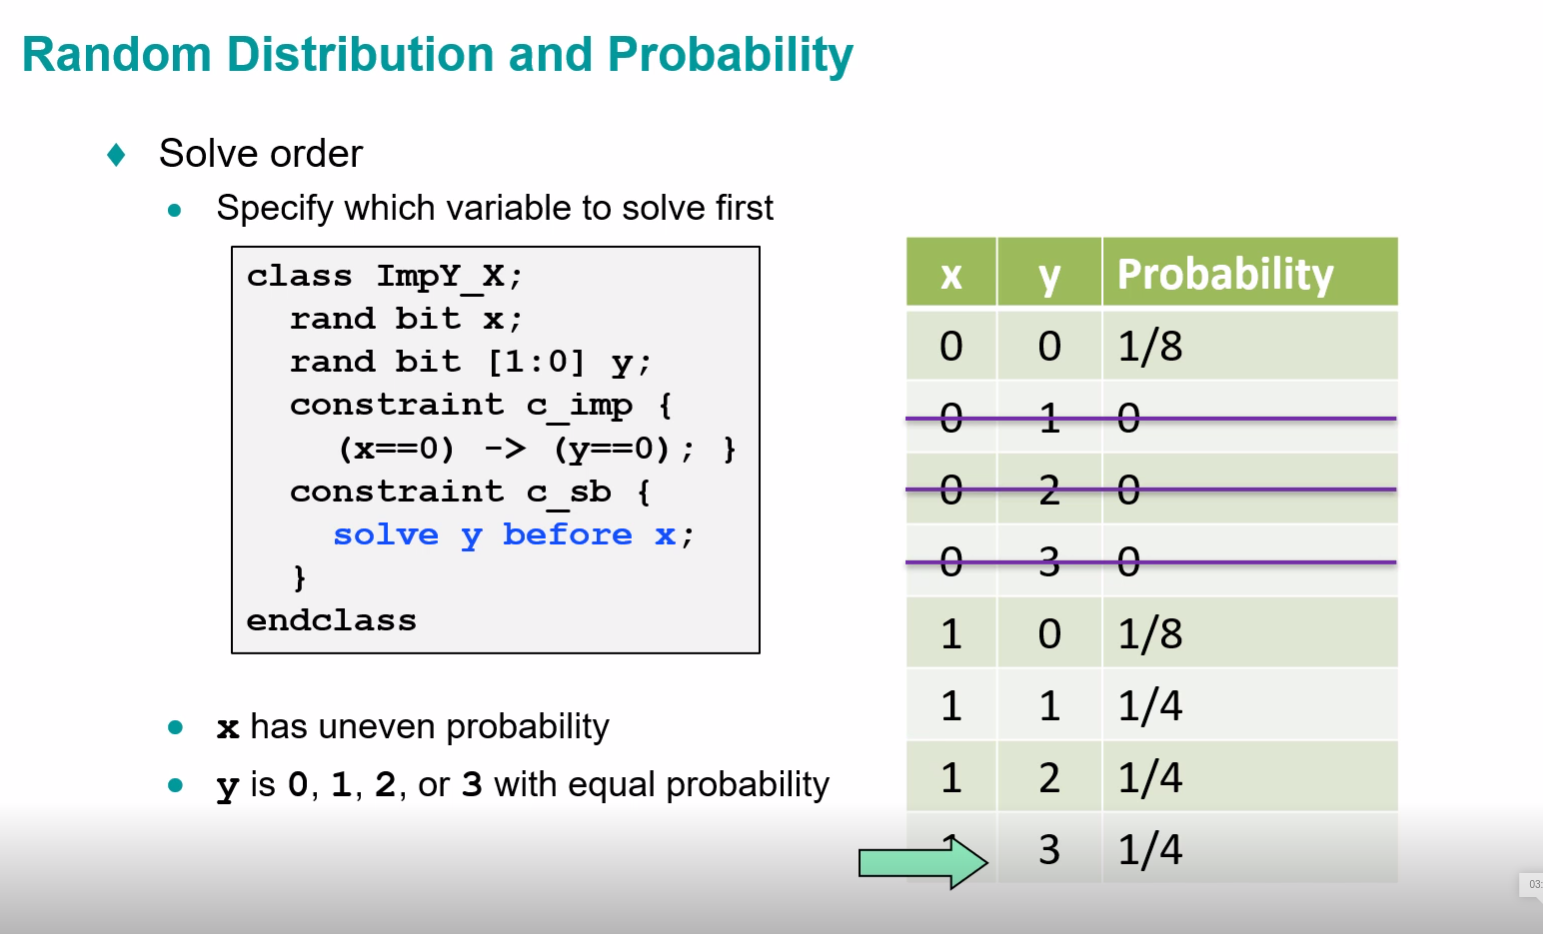 Random Distribution and Probability
Solve order
Specify which variable to solve first
class ImpY_X;
rand bit x;
rand bit [1:0] y;
constraint c_imp {
(x==0) -> (y==0); }
constraint c_sb {
solve y before x;
}
endclass
x has uneven probability
y is 0, 1, 2, or 3 with equal probability
x y Probability
0 0 1/8
0 1 0
0 2 0
0 3 0
1 0 1/8
1 1 1/4
1 2 1/4
1 3 1/4
03: